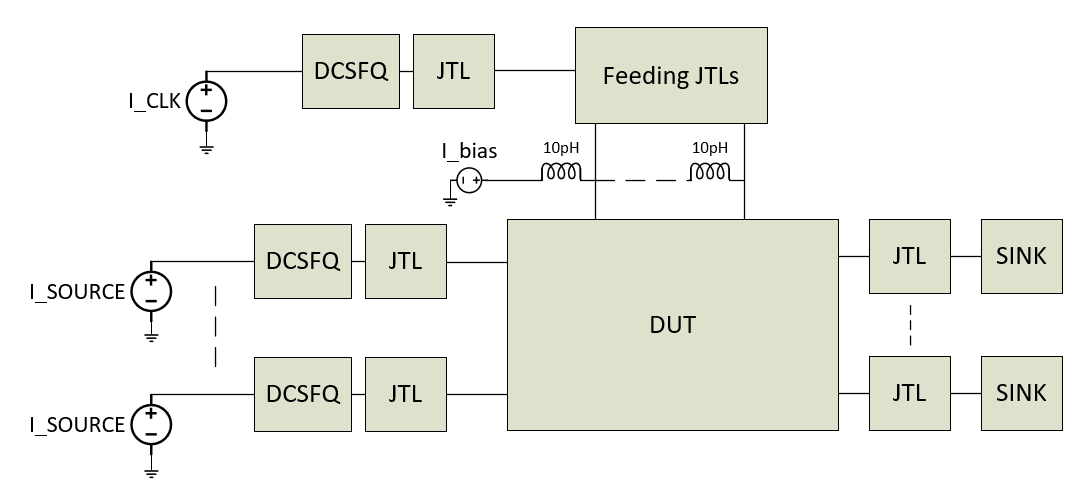 DCSFQ
JTL
Feeding JTLs
I_CLK
I_bias
10pH
10pH
DCSFQ
JTL
JTL
SINK
I_SOURCE
DUT
DCSFQ
JTL
JTL
SINK
I_SOURCE